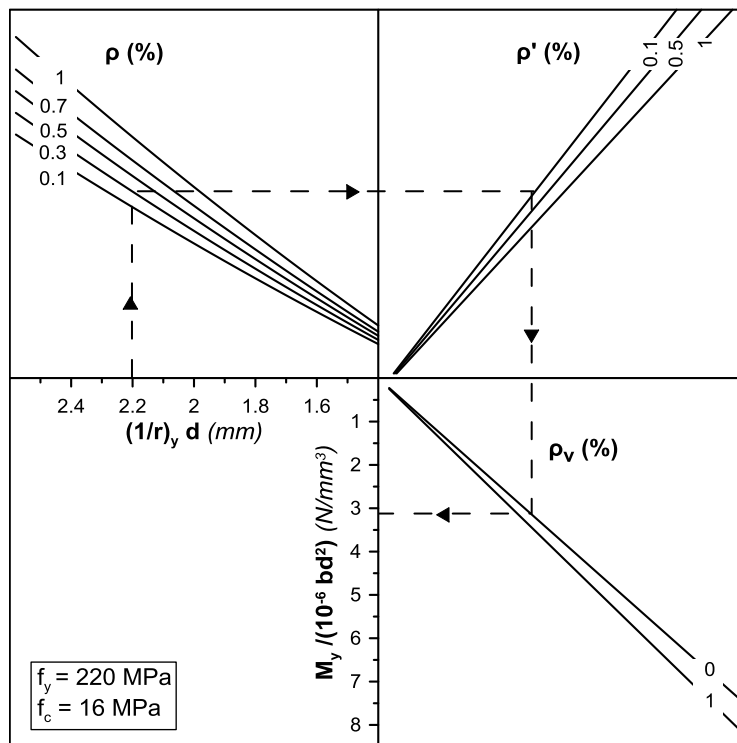 ρ (%)
ρ' (%)
1
0.7
0.5
0.3
0.1
0.1
0.5
1
2.4 2.2 2 1.8 1.6
(1/r)y d (mm)
1
2
3
4
5
6
7
8
My /(10⁻⁶ bd²) (N/mm³)
ρv (%)
0
1
fy = 220 MPa
fc = 16 MPa